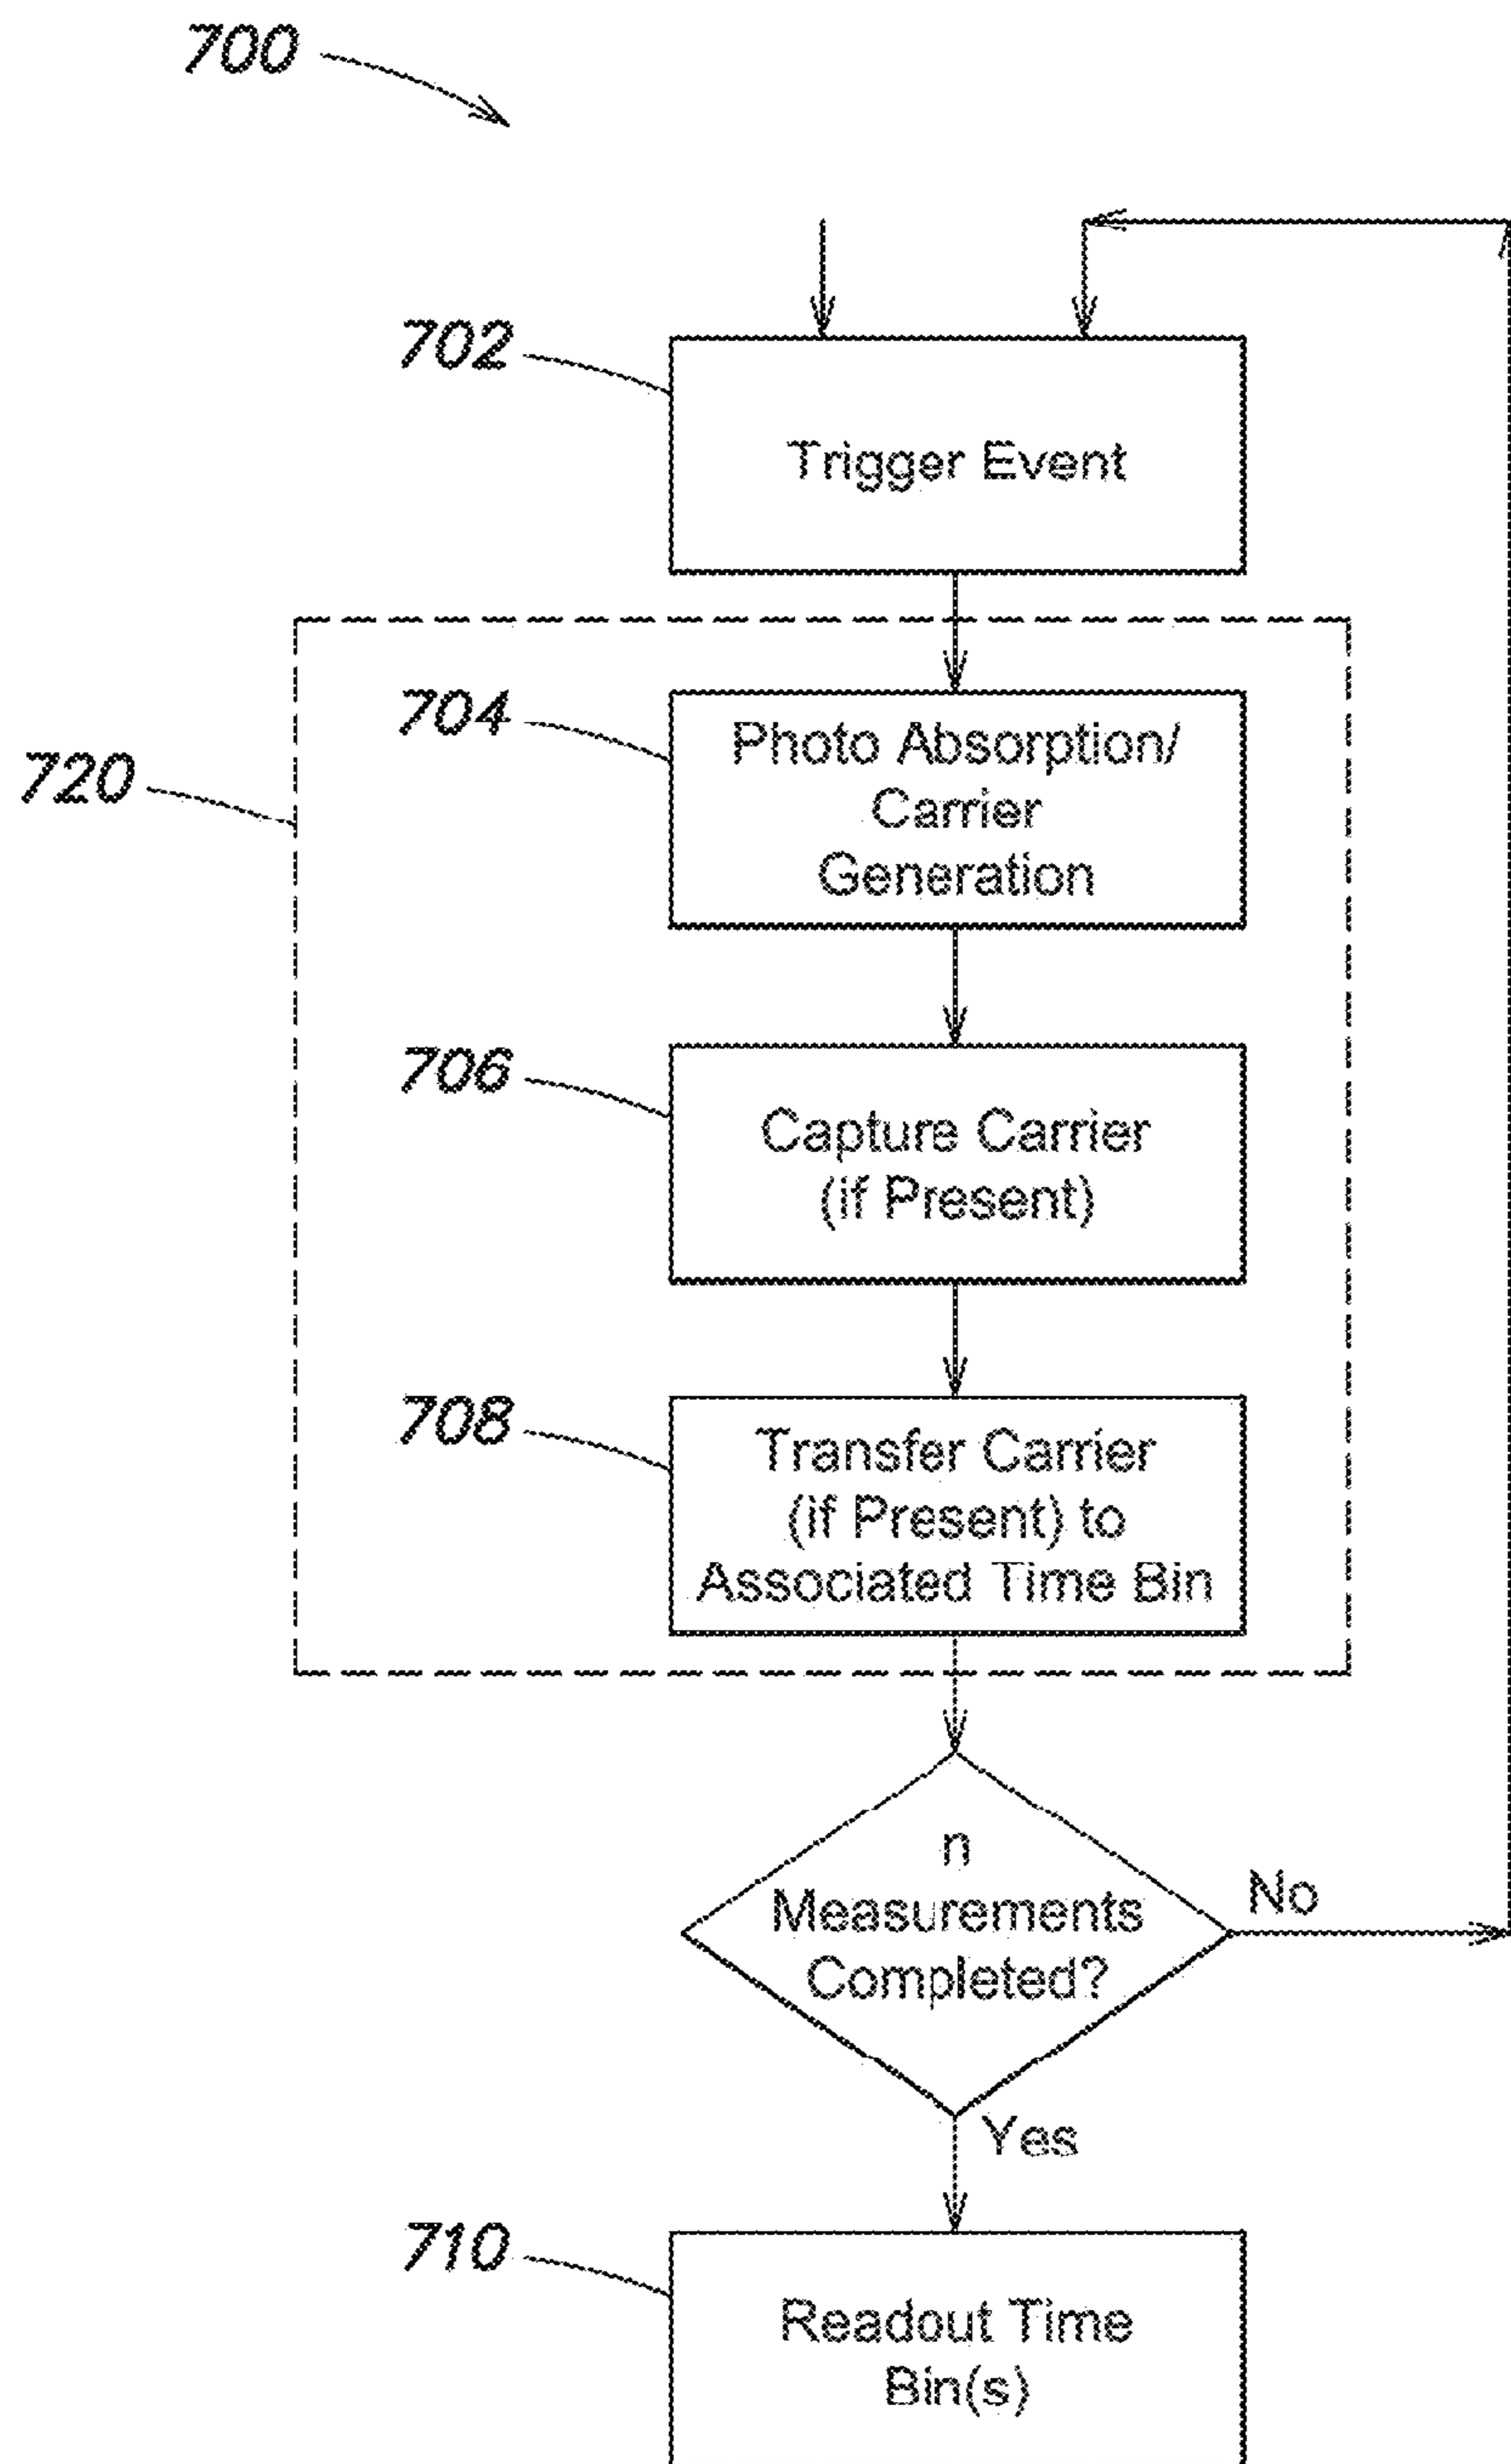 700
702
Trigger Event
704
Photo Absorption/
Carrier
Generation
720
706
Capture Carrier
(if Present)
708
Transfer Carrier
(if Present) to
Associated Time Bin
n
Measurements
Completed?
No
Yes
710
Readout Time
Bin(s)